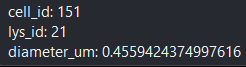 cell_id: 151
lys_id: 21
diameter_um: 0.4559424374997616